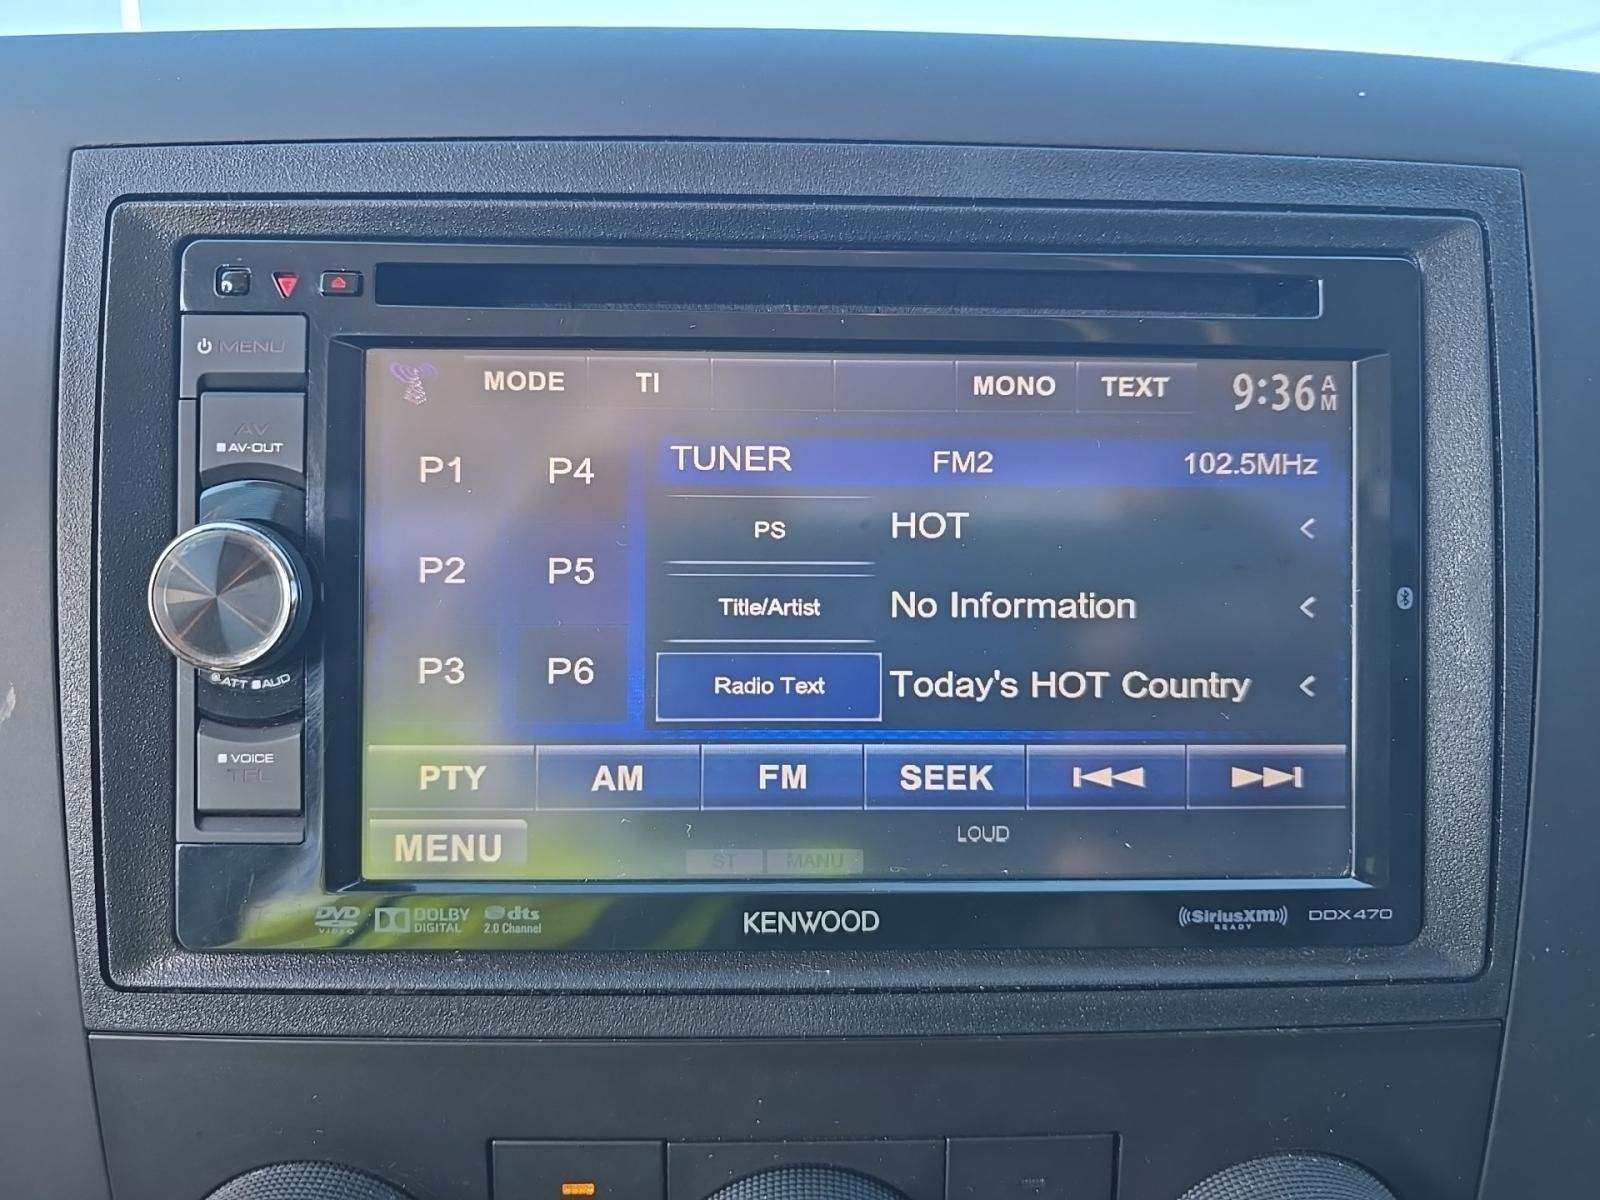 MENU
AV
AV-OUT
ATT AUD
VOICE
TEL
MODE TI MONO TEXT 9:36 AM
P1 P4
P2 P5
P3 P6
TUNER FM2 102.5MHz
PS HOT <
Title/Artist No Information <
Radio Text Today's HOT Country <
PTY AM FM SEEK
MENU
LOUD
ST MANU
DVD VIDEO
DOLBY DIGITAL
dts 2.0 Channel
KENWOOD
((SiriusXM)) READY
DDX470